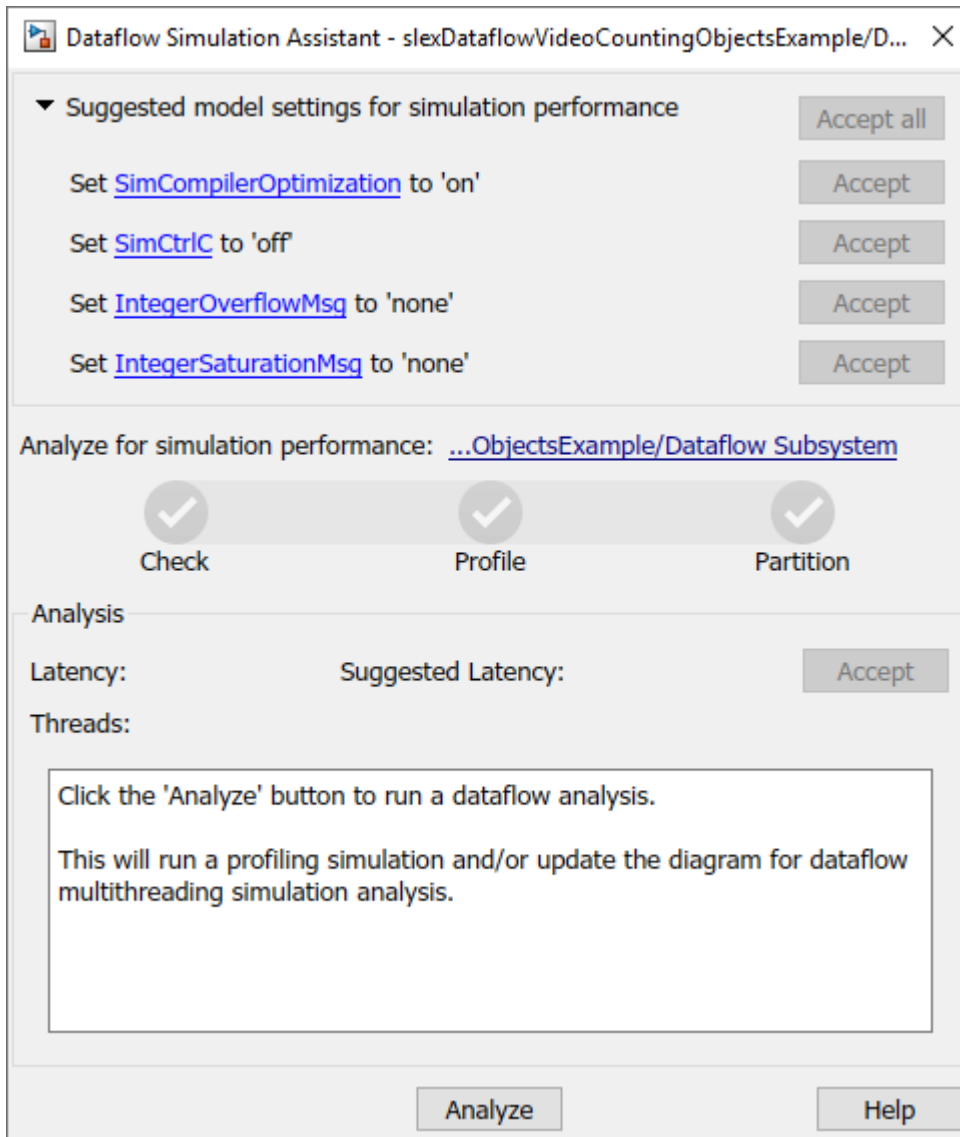 Dataflow Simulation Assistant - slexDataflowVideoCountingObjectsExample/D...
Suggested model settings for simulation performance
Accept all
Set SimCompilerOptimization to 'on'
Accept
Set SimCtrlC to 'off'
Accept
Set IntegerOverflowMsg to 'none'
Accept
Set IntegerSaturationMsg to 'none'
Accept
Analyze for simulation performance: ...ObjectsExample/Dataflow Subsystem
Check Profile Partition
Analysis
Latency: Suggested Latency: Accept
Threads:
Click the 'Analyze' button to run a dataflow analysis.
This will run a profiling simulation and/or update the diagram for dataflow
multithreading simulation analysis.
Analyze Help